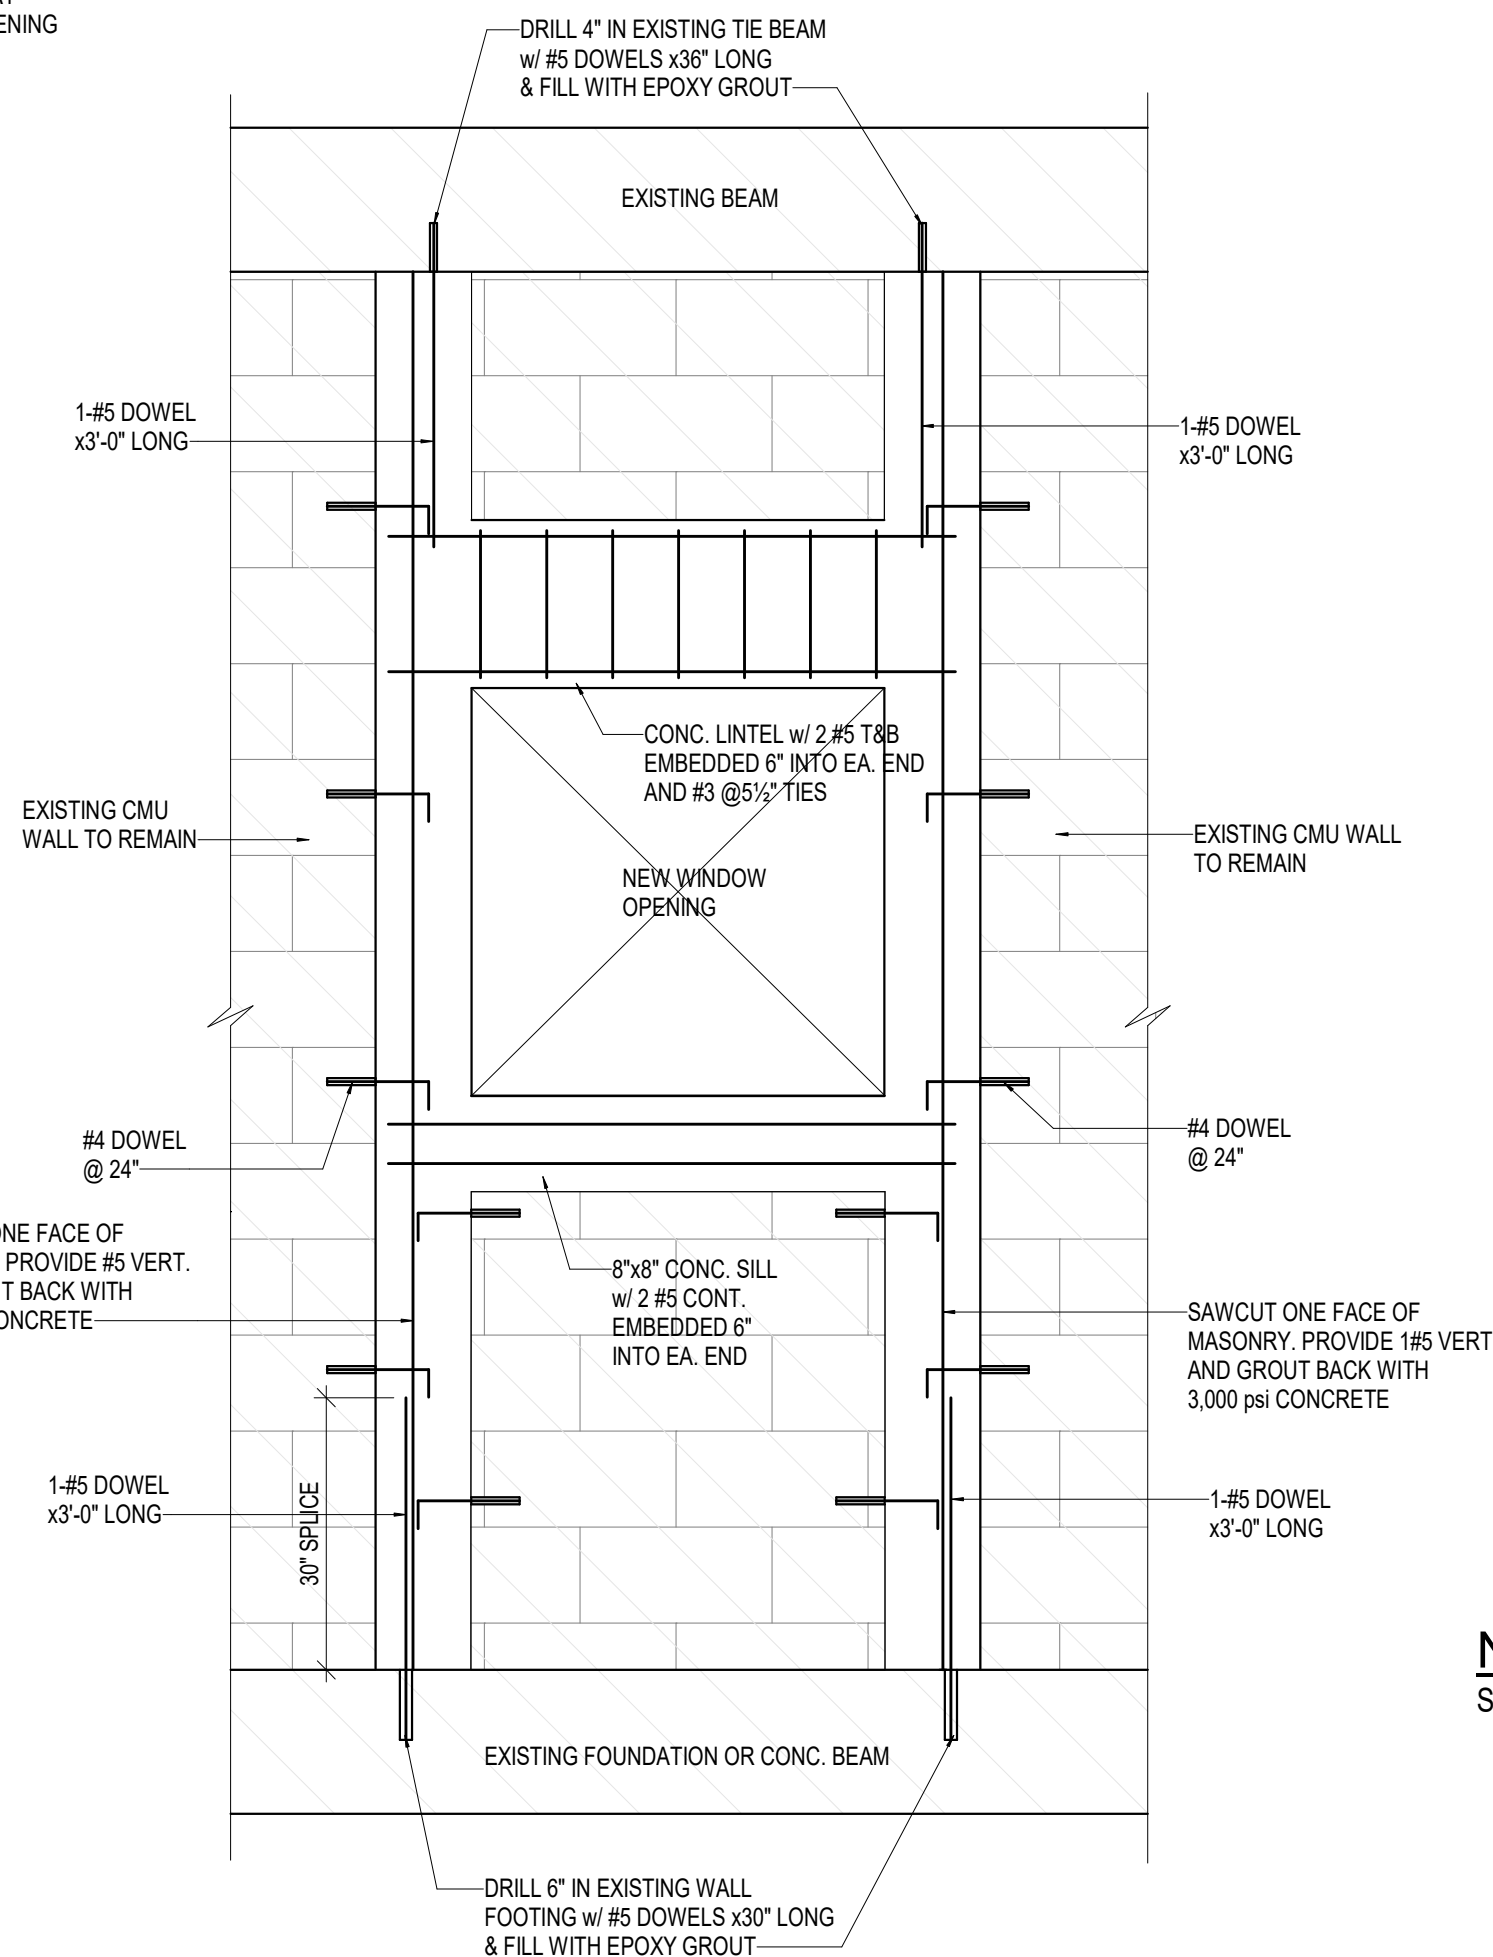 ENING
DRILL 4" IN EXISTING TIE BEAM
w/ #5 DOWELS x36" LONG
& FILL WITH EPOXY GROUT
EXISTING BEAM
1-#5 DOWEL
x3'-0" LONG
1-#5 DOWEL
x3'-0" LONG
CONC. LINTEL w/ 2 #5 T&B
EMBEDDED 6" INTO EA. END
AND #3 @5½" TIES
EXISTING CMU
WALL TO REMAIN
EXISTING CMU WALL
TO REMAIN
NEW WINDOW
OPENING
#4 DOWEL
@ 24"
#4 DOWEL
@ 24"
ONE FACE OF
PROVIDE #5 VERT.
T BACK WITH
ONCRETE
8"x8" CONC. SILL
w/ 2 #5 CONT.
EMBEDDED 6"
INTO EA. END
SAWCUT ONE FACE OF
MASONRY. PROVIDE 1#5 VERT
AND GROUT BACK WITH
3,000 psi CONCRETE
1-#5 DOWEL
x3'-0" LONG
30" SPLICE
1-#5 DOWEL
x3'-0" LONG
EXISTING FOUNDATION OR CONC. BEAM
DRILL 6" IN EXISTING WALL
FOOTING w/ #5 DOWELS x30" LONG
& FILL WITH EPOXY GROUT